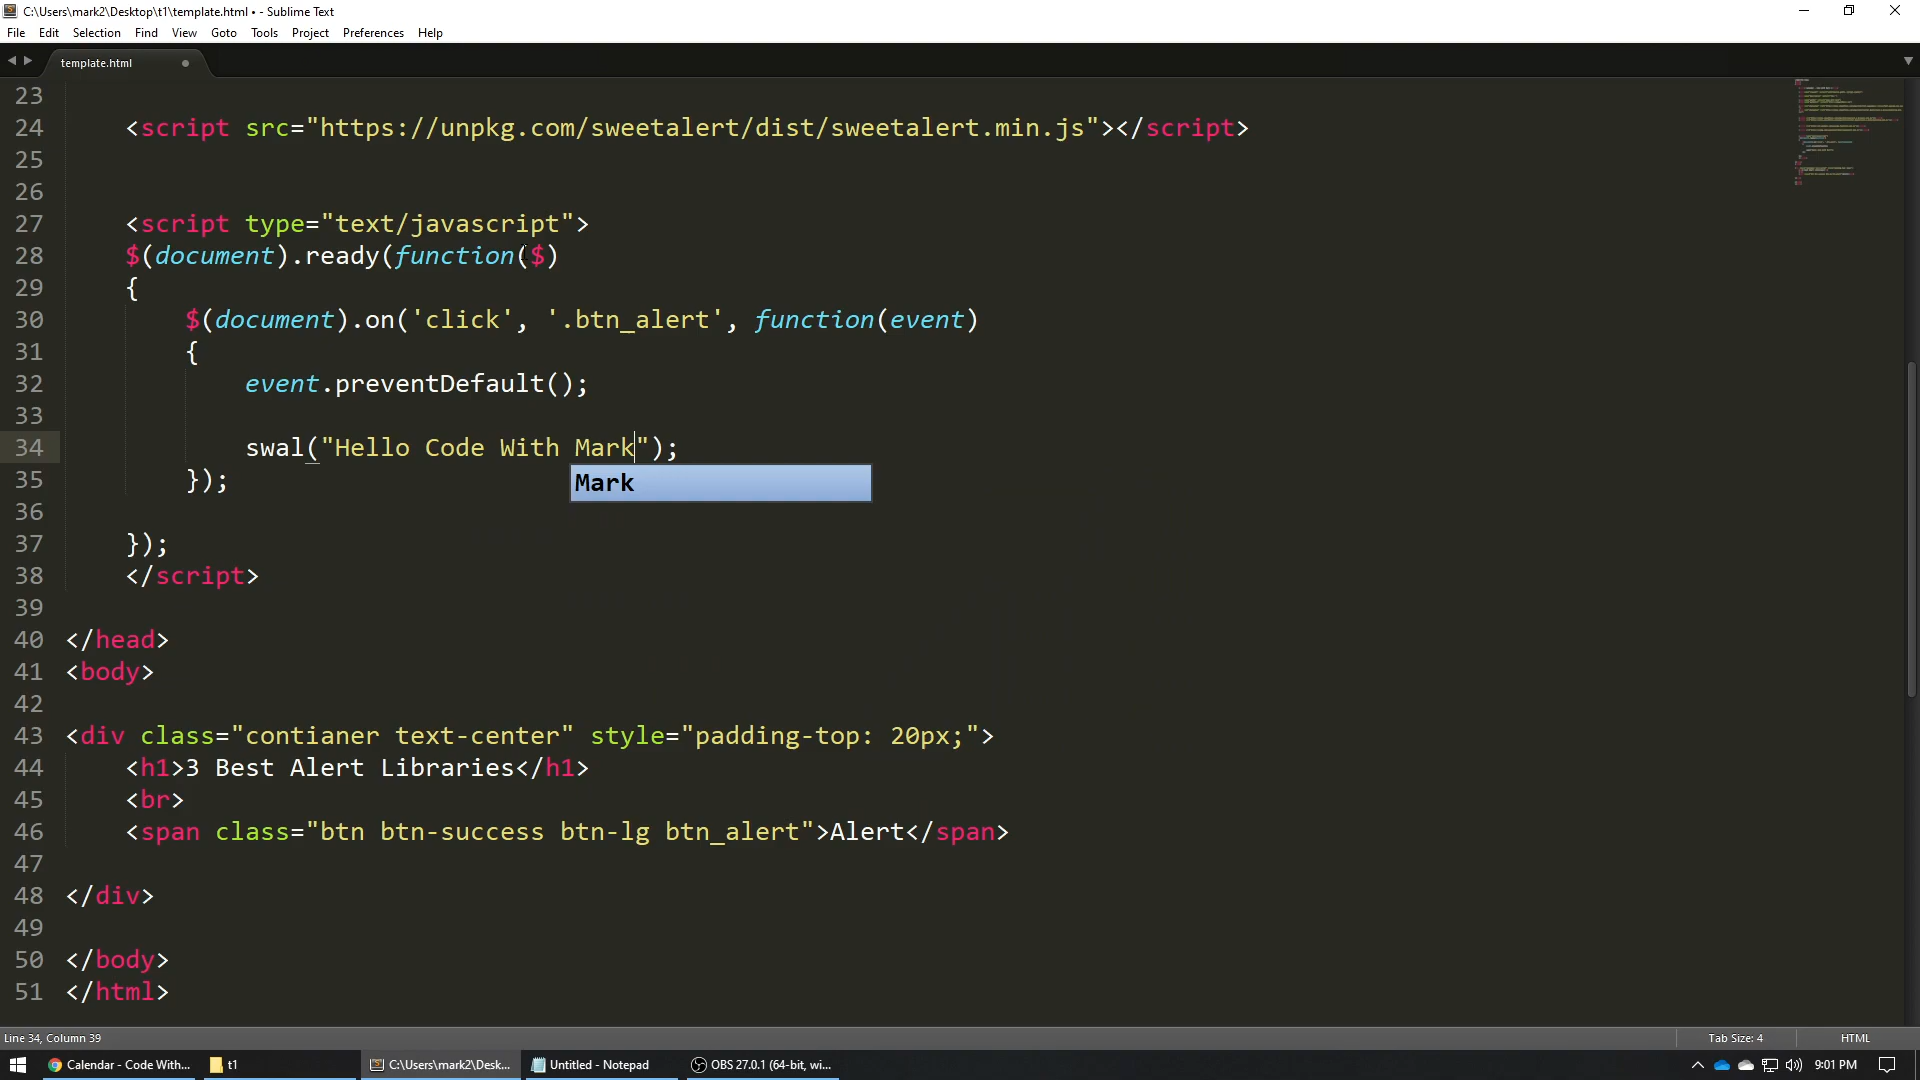 C:\Users\mark2\Desktop\t1\template.html • - Sublime Text
File Edit Selection Find View Goto Tools Project Preferences Help
template.html
23
24 <script src="https://unpkg.com/sweetalert/dist/sweetalert.min.js"></script>
25
26
27 <script type="text/javascript">
28 $(document).ready(function($)
29 {
30 $(document).on('click', '.btn_alert', function(event)
31 {
32 event.preventDefault();
33
34 swal("Hello Code With Mark");
Mark
35 });
36
37 });
38 </script>
39
40 </head>
41 <body>
42
43 <div class="contianer text-center" style="padding-top: 20px;">
44 <h1>3 Best Alert Libraries</h1>
45 <br>
46 <span class="btn btn-success btn-lg btn_alert">Alert</span>
47
48 </div>
49
50 </body>
51 </html>
Line 34, Column 39 Tab Size: 4 HTML
Calendar - Code With... t1 C:\Users\mark2\Desk... Untitled - Notepad OBS 27.0.1 (64-bit, wi... 9:01 PM